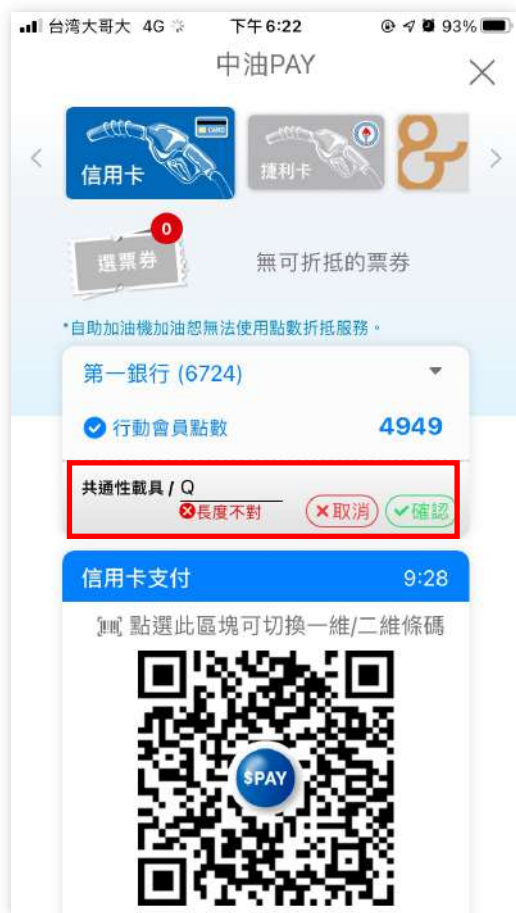 台湾大哥大 4G 下午6:22 93%
中油PAY
CARD
信用卡
捷利卡
0
選票券
無可折抵的票券
*自助加油機加油恕無法使用點數折抵服務。
第一銀行 (6724)
行動會員點數 4949
共通性載具 / Q
長度不對
取消
確認
信用卡支付 9:28
點選此區塊可切換一維/二維條碼
$PAY